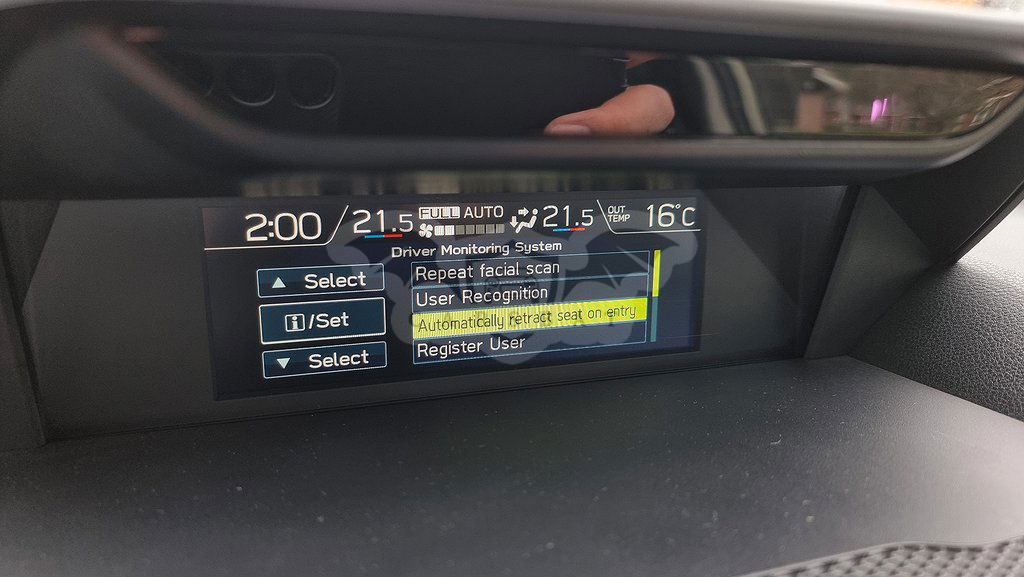 2:00 21.5 FULL AUTO 21.5 OUT TEMP 16°C
Driver Monitoring System
▲ Select
i/Set
▼ Select
Repeat facial scan
User Recognition
Automatically retract seat on entry
Register User